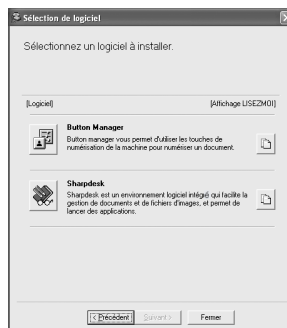 Sélection de logiciel
Sélectionnez un logiciel à installer.
[Logiciel] [Affichage LISEZMOI]
Button Manager
Button manager vous permet d'utiliser les touches de
numérisation de la machine pour numériser un document.
Sharpdesk
Sharpdesk est un environnement logiciel intégré qui facilite la
gestion de documents et de fichiers d'images, et permet de
lancer des applications.
< Précédent Suivant > Fermer